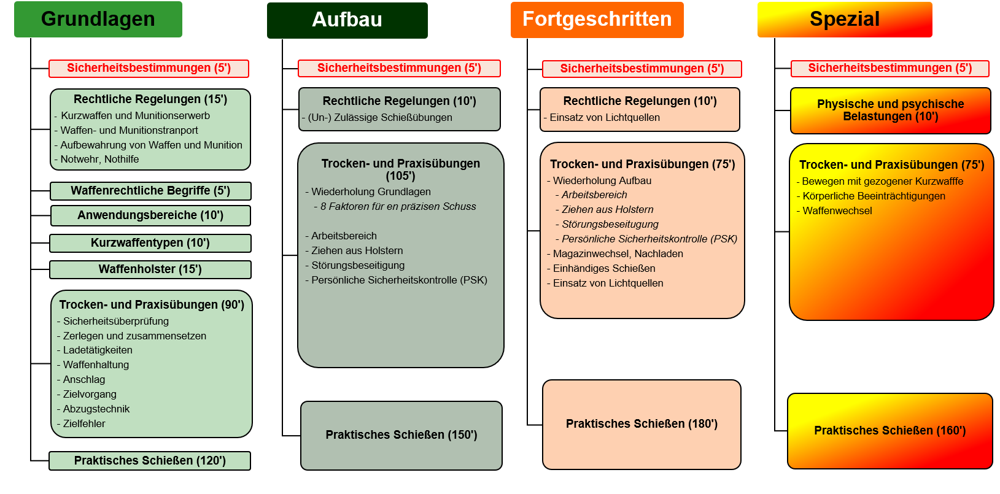 Grundlagen
Sicherheitsbestimmungen (5')
Rechtliche Regelungen (15')
- Kurzwaffen und Munitionserwerb
- Waffen- und Munitionstranport
- Aufbewahrung von Waffen und Munition
- Notwehr, Nothilfe
Waffenrechtliche Begriffe (5')
Anwendungsbereiche (10')
Kurzwaffentypen (10')
Waffenholster (15')
Trocken- und Praxisübungen (90')
- Sicherheitsüberprüfung
- Zerlegen und zusammensetzen
- Ladetätigkeiten
- Waffenhaltung
- Anschlag
- Zielvorgang
- Abzugstechnik
- Zielfehler
Praktisches Schießen (120')
Aufbau
Sicherheitsbestimmungen (5')
Rechtliche Regelungen (10')
- (Un-) Zulässige Schießübungen
Trocken- und Praxisübungen
(105')
- Wiederholung Grundlagen
- 8 Faktoren für en präzisen Schuss
- Arbeitsbereich
- Ziehen aus Holstern
- Störungsbeseitigung
- Persönliche Sicherheitskontrolle (PSK)
Praktisches Schießen (150')
Fortgeschritten
Sicherheitsbestimmungen (5')
Rechtliche Regelungen (10')
- Einsatz von Lichtquellen
Trocken- und Praxisübungen (75')
- Wiederholung Aufbau
- Arbeitsbereich
- Ziehen aus Holstern
- Störungsbeseitugung
- Persönliche Sicherheitskontrolle (PSK)
- Magazinwechsel, Nachladen
- Einhändiges Schießen
- Einsatz von Lichtquellen
Praktisches Schießen (180')
Spezial
Sicherheitsbestimmungen (5')
Physische und psychische
Belastungen (10')
Trocken- und Praxisübungen (75')
- Bewegen mit gezogener Kurzwafffe
- Körperliche Beeinträchtigungen
- Waffenwechsel
Praktisches Schießen (160')